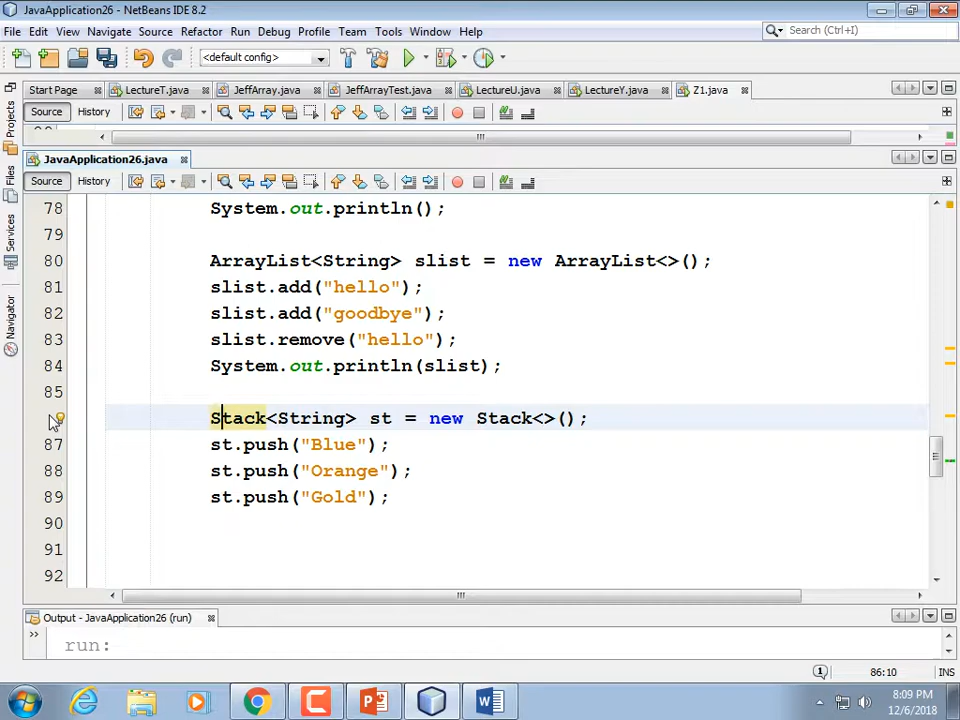 JavaApplication26 - NetBeans IDE 8.2
File Edit View Navigate Source Refactor Run Debug Profile Team Tools Window Help
Search (Ctrl+I)
<default config>
Start Page LectureT.java JeffArray.java JeffArrayTest.java LectureU.java LectureY.java Z1.java
Source History
JavaApplication26.java
Source History
Projects
Files
Services
Navigator
78 System.out.println();
79
80 ArrayList<String> slist = new ArrayList<>();
81 slist.add("hello");
82 slist.add("goodbye");
83 slist.remove("hello");
84 System.out.println(slist);
85
Stack<String> st = new Stack<>();
87 st.push("Blue");
88 st.push("Orange");
89 st.push("Gold");
90
91
92
Output - JavaApplication26 (run)
run:
1 86:10 INS
8:09 PM
12/6/2018